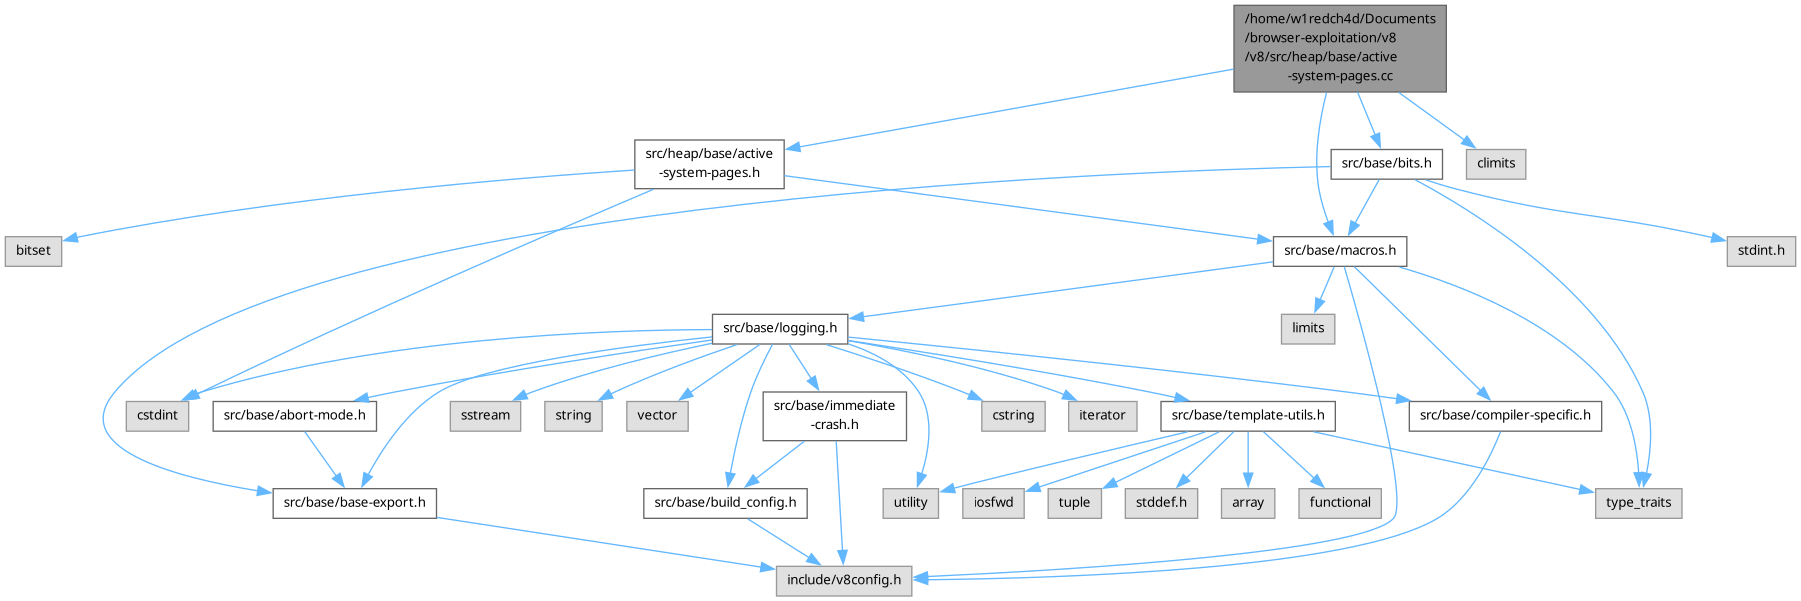 /home/w1redch4d/Documents
/browser-exploitation/v8
/v8/src/heap/base/active
-system-pages.cc
src/heap/base/active
-system-pages.h
src/base/bits.h
climits
bitset
src/base/macros.h
stdint.h
src/base/logging.h
limits
cstdint
src/base/abort-mode.h
sstream
string
vector
src/base/immediate
-crash.h
cstring
iterator
src/base/template-utils.h
src/base/compiler-specific.h
src/base/base-export.h
src/base/build_config.h
utility
iosfwd
tuple
stddef.h
array
functional
type_traits
include/v8config.h